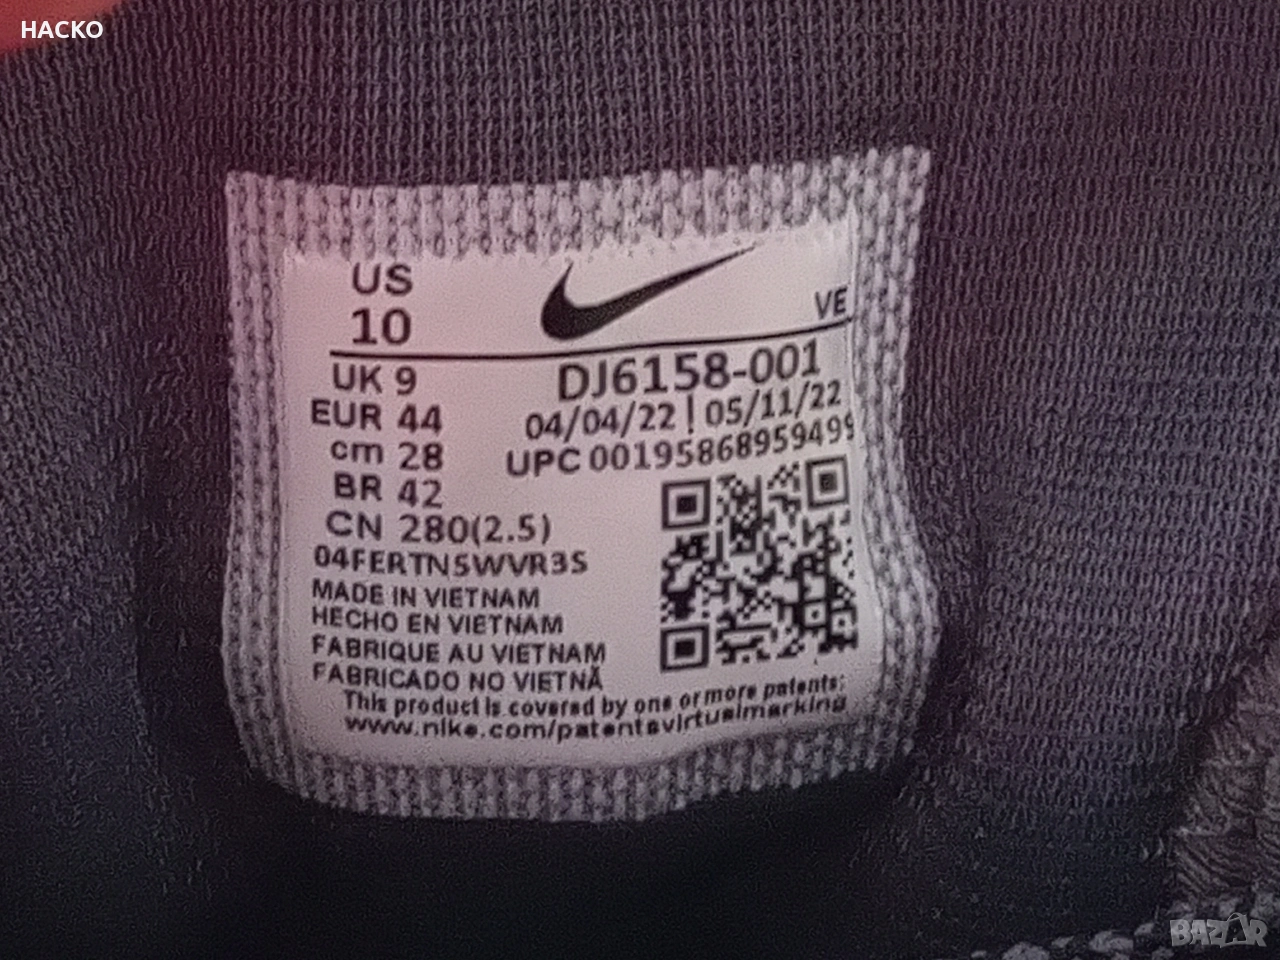 HACKO
US
10
VE
UK 9
DJ6158-001
EUR 44
04/04/22 | 05/11/22
cm 28
UPC 00195868959499
BR 42
CN 280(2.5)
04FERTN5WVR3S
MADE IN VIETNAM
HECHO EN VIETNAM
FABRIQUE AU VIETNAM
FABRICADO NO VIETNÃ
This product is covered by one or more patents:
www.nike.com/patentsvirtualmarking
BAZAR